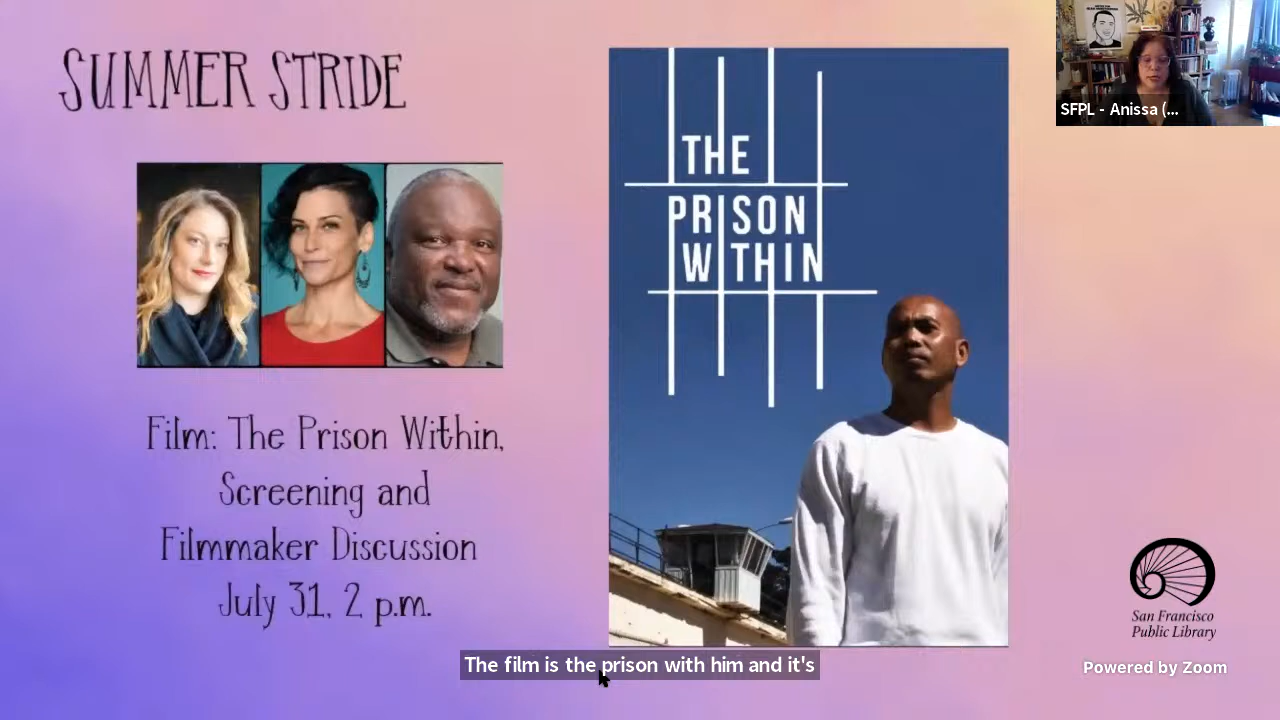 SUMMER STRIDE
Film: The Prison Within,
Screening and
Filmmaker Discussion
July 31, 2 p.m.
THE
PRISON
WITHIN
SFPL - Anissa (...
San Francisco
Public Library
The film is the prison with him and it's
Powered by Zoom